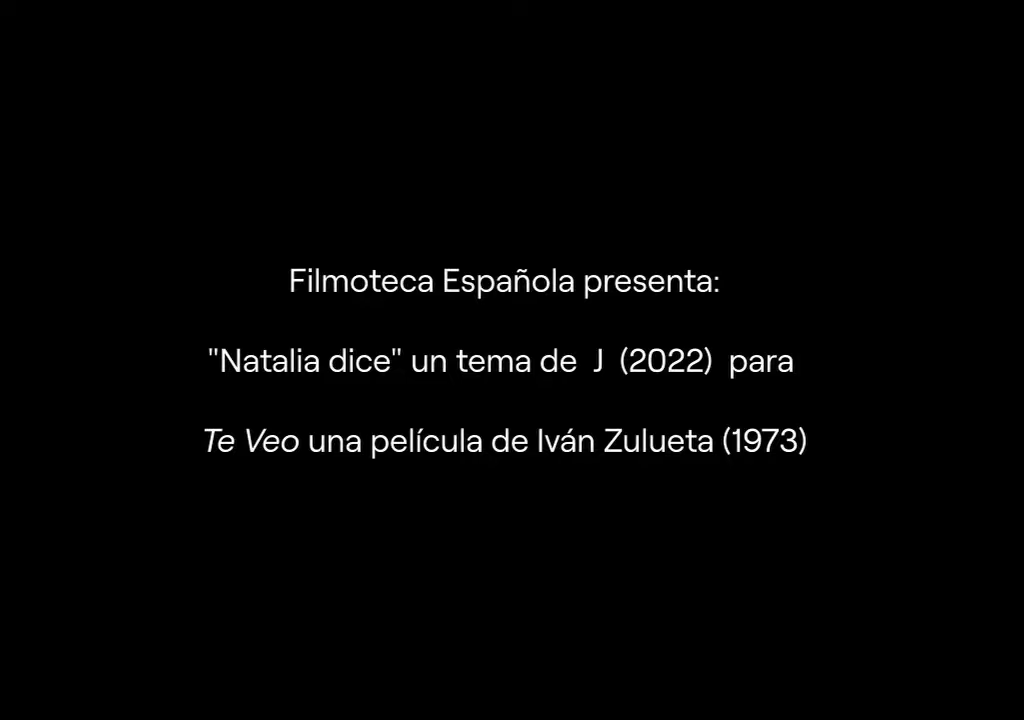 Filmoteca Española presenta:
"Natalia dice" un tema de J (2022) para
Te Veo una película de Iván Zulueta (1973)